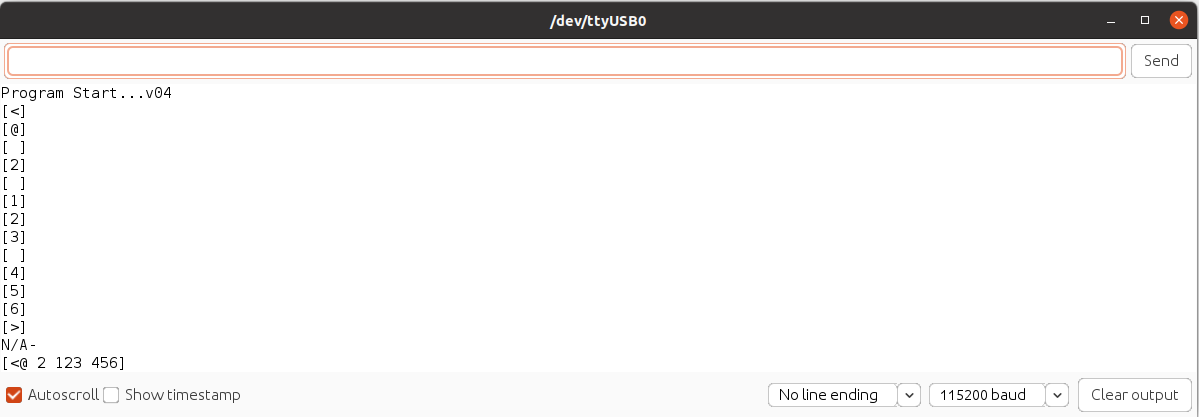 /dev/ttyUSB0
Send
Program Start...v04
[<]
[@]
[ ]
[2]
[ ]
[1]
[2]
[3]
[ ]
[4]
[5]
[6]
[>]
N/A-
[<@ 2 123 456]
Autoscroll Show timestamp No line ending 115200 baud Clear output